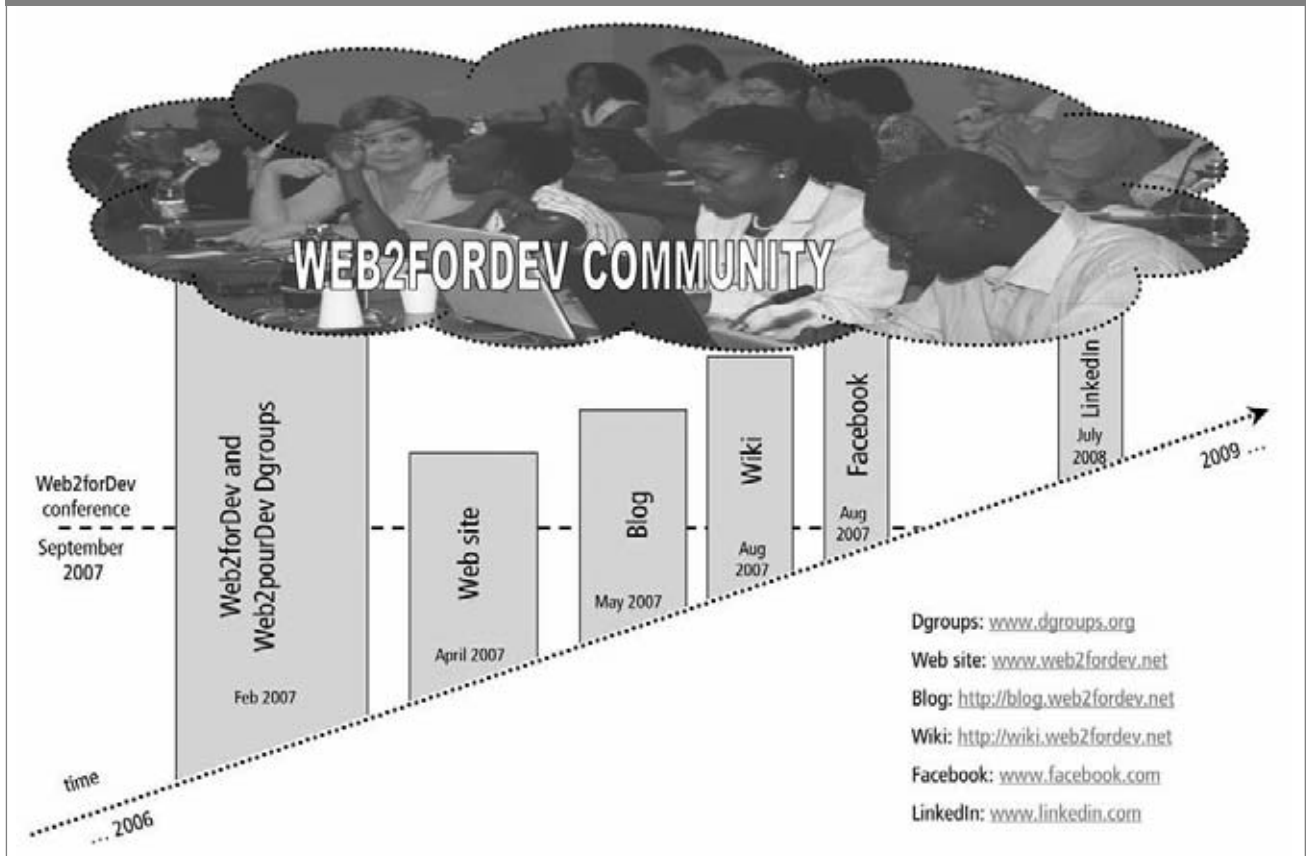 WEB2FORDEV COMMUNITY
Web2forDev
conference
September
2007
Web2forDev and
Web2pourDev Dgroups
Feb 2007
Web site
April 2007
Blog
May 2007
Wiki
Aug
2007
Facebook
Aug
2007
LinkedIn
July
2008
time
... 2006
2009 ...
Dgroups: www.dgroups.org
Web site: www.web2fordev.net
Blog: http://blog.web2fordev.net
Wiki: http://wiki.web2fordev.net
Facebook: www.facebook.com
LinkedIn: www.linkedin.com